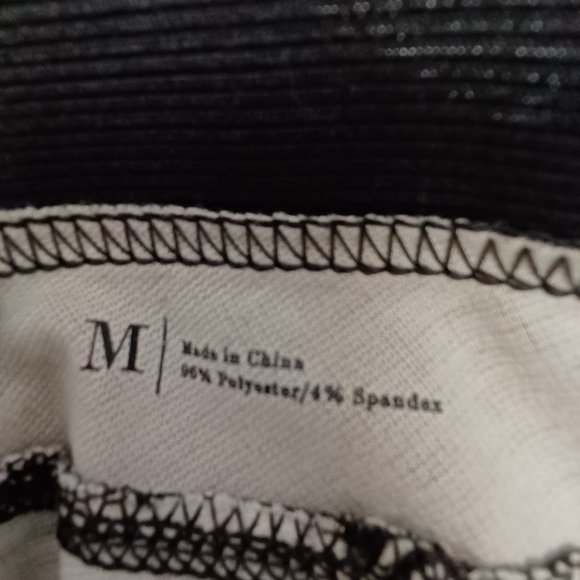 M
Made in China
96% Polyester/4% Spandex